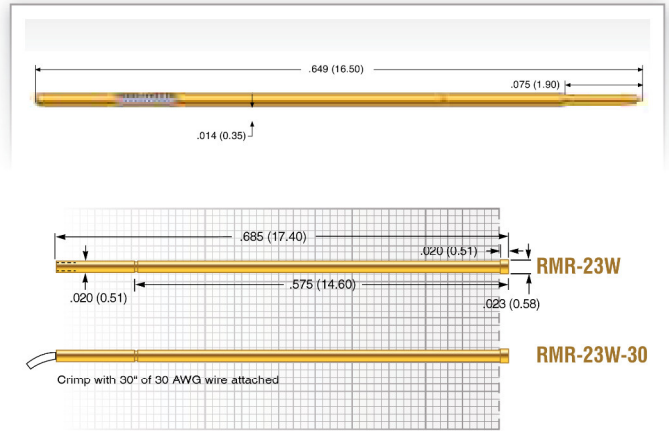 .649 (16.50)
.075 (1.90)
.014 (0.35)
.685 (17.40)
.020 (0.51)
RMR-23W
.020 (0.51)
.575 (14.60)
.023 (0.58)
RMR-23W-30
Crimp with 30" of 30 AWG wire attached